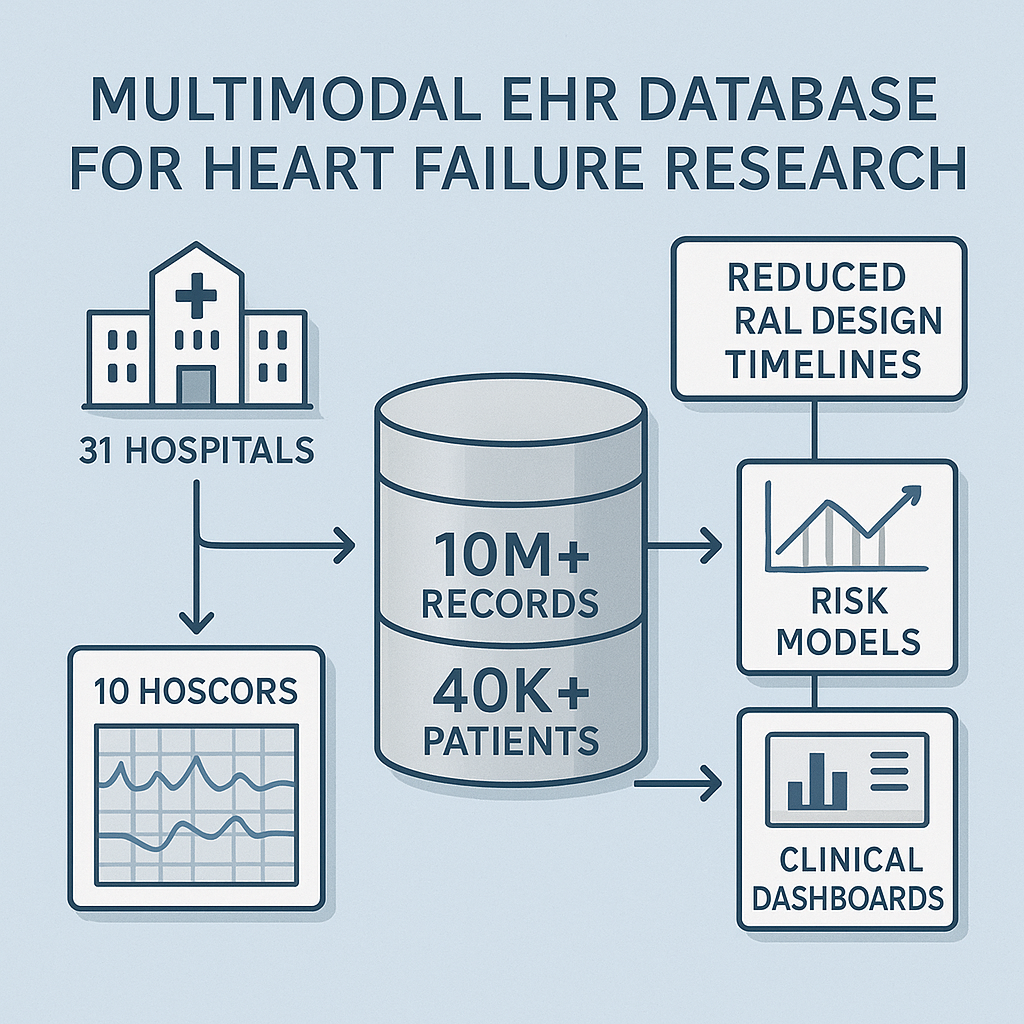 MULTIMODAL EHR DATABASE
FOR HEART FAILURE RESEARCH
31 HOSPITALS
10 HOSCORS
10M+
RECORDS
40K+
PATIENTS
REDUCED
RAL DESIGN
TIMELINES
RISK
MODELS
CLINICAL
DASHBOARDS